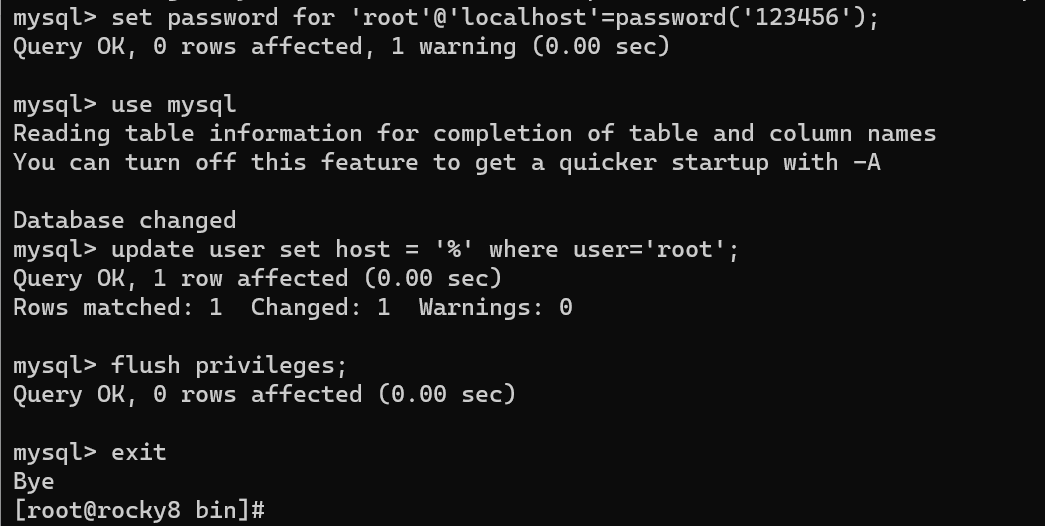 mysql> set password for 'root'@'localhost'=password('123456');
Query OK, 0 rows affected, 1 warning (0.00 sec)
mysql> use mysql
Reading table information for completion of table and column names
You can turn off this feature to get a quicker startup with -A
Database changed
mysql> update user set host = '%' where user='root';
Query OK, 1 row affected (0.00 sec)
Rows matched: 1  Changed: 1  Warnings: 0
mysql> flush privileges;
Query OK, 0 rows affected (0.00 sec)
mysql> exit
Bye
[root@rocky8 bin]#